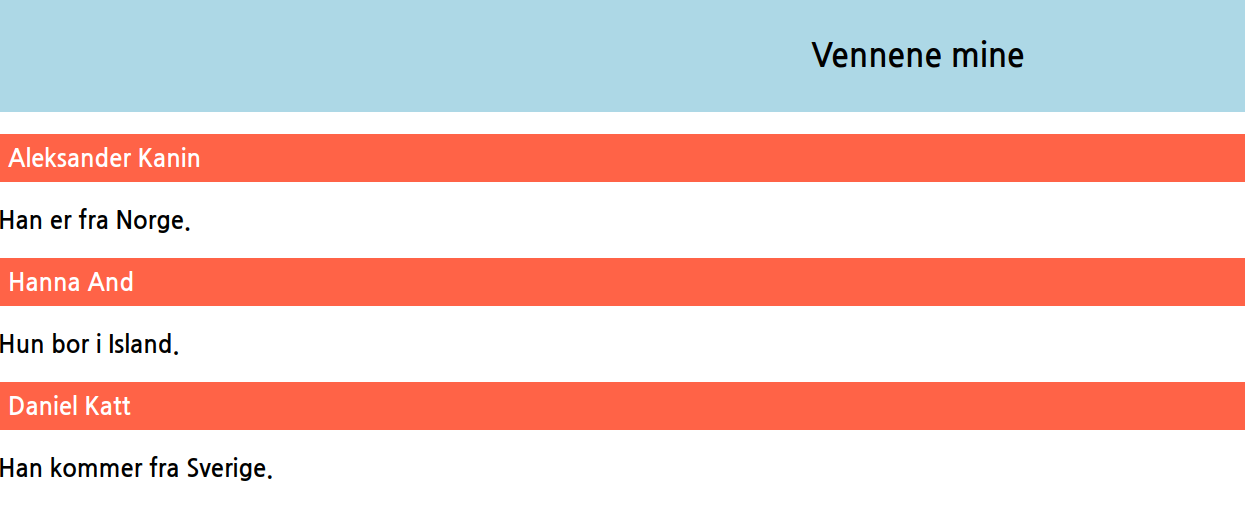 Vennene mine
Aleksander Kanin
Han er fra Norge.
Hanna And
Hun bor i Island.
Daniel Katt
Han kommer fra Sverige.